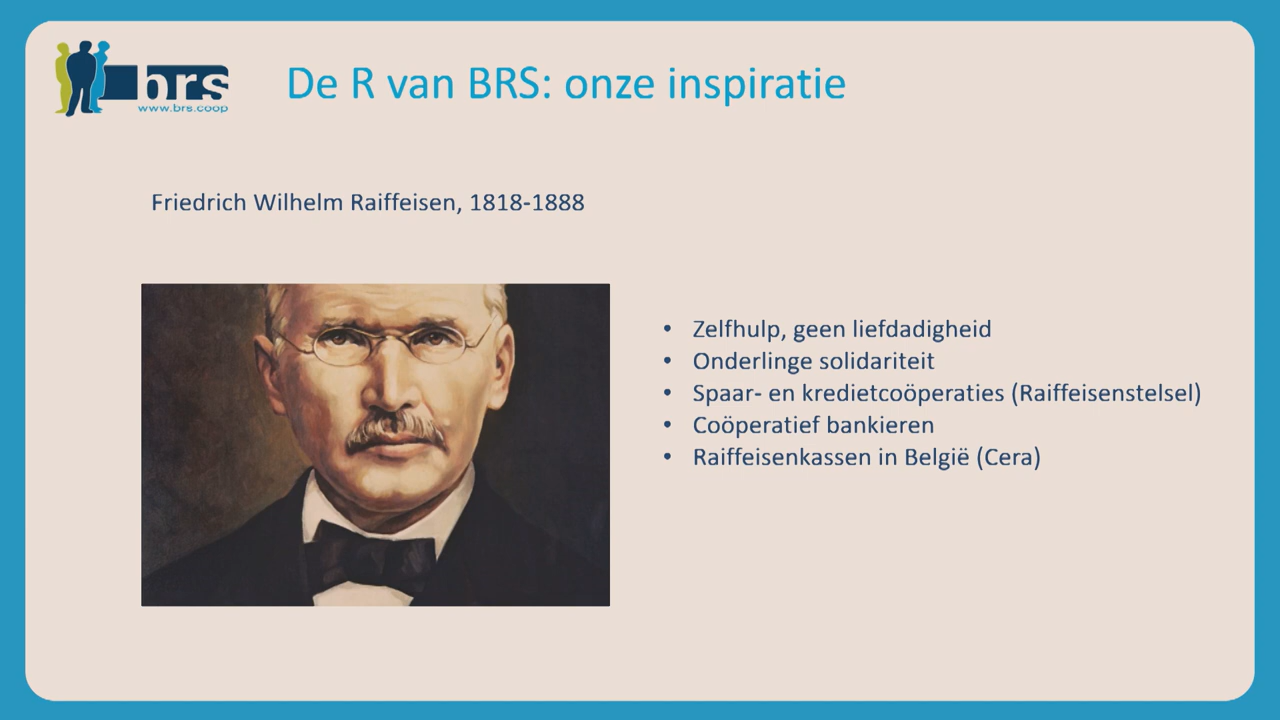 brs
www.brs.coop
De R van BRS: onze inspiratie
Friedrich Wilhelm Raiffeisen, 1818-1888
• Zelfhulp, geen liefdadigheid
• Onderlinge solidariteit
• Spaar- en kredietcoöperaties (Raiffeisenstelsel)
• Coöperatief bankieren
• Raiffeisenkassen in België (Cera)